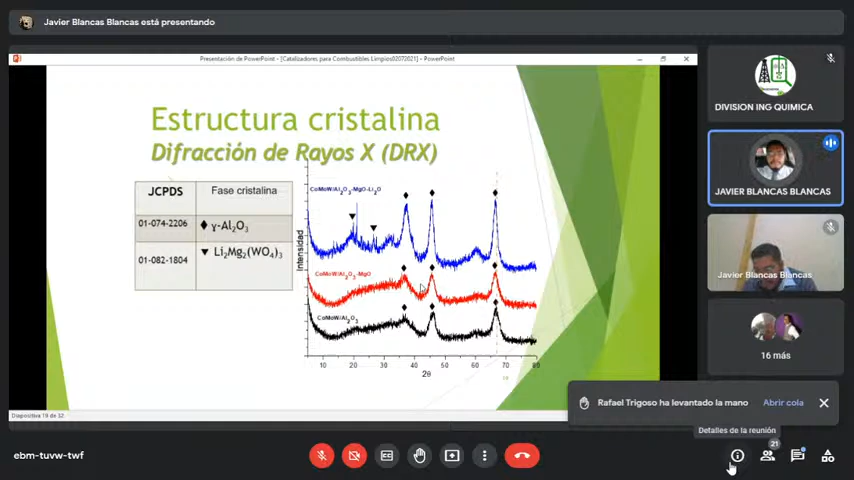 Javier Blancas Blancas está presentando
Presentación de PowerPoint - [Catalizadores para Combustibles Limpios02072021] - PowerPoint
Estructura cristalina
Difracción de Rayos X (DRX)
JCPDS Fase cristalina
01-074-2206 ♦ γ-Al₂O₃
01-082-1804 ▼ Li₂Mg₂(WO₄)₃
Intensidad
CoMoW/Al₂O₃-MgO-Li₂O
CoMoW/Al₂O₃-MgO
CoMoW/Al₂O₃
10 20 30 40 50 60 70 80
2θ
Diapositiva 19 de 32
DIVISION ING QUIMICA
JAVIER BLANCAS BLANCAS
Javier Blancas Blancas
16 más
Rafael Trigoso ha levantado la mano
Abrir cola
Detalles de la reunión
ebm-tuvw-twf
21